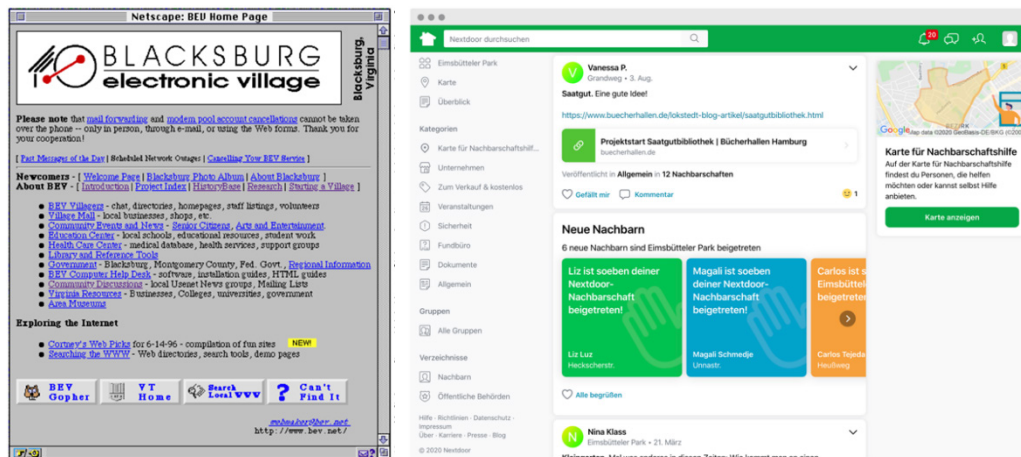 Netscape: BEV Home Page
BLACKSBURG
electronic village
Blacksburg, Virginia
Please note that mail forwarding and modem pool account cancellations cannot be taken
over the phone -- only in person, through e-mail, or using the Web forms. Thank you for
your cooperation!
[ Past Messages of the Day | Scheduled Network Outages | Cancelling Your BEV Service ]
Newcomers - [ Welcome Page | Blacksburg Photo Album | About Blacksburg ]
About BEV - [ Introduction | Project Index | HistoryBase | Research | Starting a Village ]
BEV Villagers - chat, directories, homepages, staff listings, volunteers
Village Mall - local businesses, shops, etc.
Community Events and News - Senior Citizens, Arts and Entertainment.
Education Center - local schools, educational resources, student work
Health Care Center - medical database, health services, support groups
Library and Reference Tools
Government - Blacksburg, Montgomery County, Fed. Govt., Regional Information
BEV Computer Help Desk - software, installation guides, HTML guides
Community Discussions - local Usenet News groups, Mailing Lists
Virginia Resources - Businesses, Colleges, universities, government
Area Museums
Exploring the Internet
Cortney's Web Picks for 6-14-96 - compilation of fun sites NEW!
Searching the WWW - Web directories, search tools, demo pages
BEV Gopher
VT Home
Search Local WWW
Can't Find It
http://www.bev.net/
Nextdoor durchsuchen
20
Eimsbütteler Park
Karte
Überblick
Kategorien
Karte für Nachbarschaftshilf...
Unternehmen
Zum Verkauf & kostenlos
Veranstaltungen
Sicherheit
Fundbüro
Dokumente
Allgemein
Gruppen
Alle Gruppen
Verzeichnisse
Nachbarn
Öffentliche Behörden
Hilfe · Richtlinien · Datenschutz ·
Impressum
Über · Karriere · Presse · Blog
© 2020 Nextdoor
Vanessa P.
Grandweg • 3. Aug.
Saatgut. Eine gute Idee!
https://www.buecherhallen.de/lokstedt-blog-artikel/saatgutbibliothek.html
Projektstart Saatgutbibliothek | Bücherhallen Hamburg
buecherhallen.de
Veröffentlicht in Allgemein in 12 Nachbarschaften
Gefällt mir Kommentar 1
Neue Nachbarn
6 neue Nachbarn sind Eimsbütteler Park beigetreten
Liz ist soeben deiner
Nextdoor-
Nachbarschaft
beigetreten!
Liz Luz
Heckscherstr.
Magali ist soeben
deiner Nextdoor-
Nachbarschaft
beigetreten!
Magali Schmedje
Unnastr.
Carlos ist s
Eimsbüttel
beigetreten
Carlos Tejeda
Heußweg
Alle begrüßen
Nina Klass
Eimsbütteler Park • 21. März
Google
Map data ©2020 GeoBasis-DE/BKG (©200
Karte für Nachbarschaftshilfe
Auf der Karte für Nachbarschaftshilfe
findest du Personen, die helfen
möchten oder kannst selbst Hilfe
anbieten.
Karte anzeigen